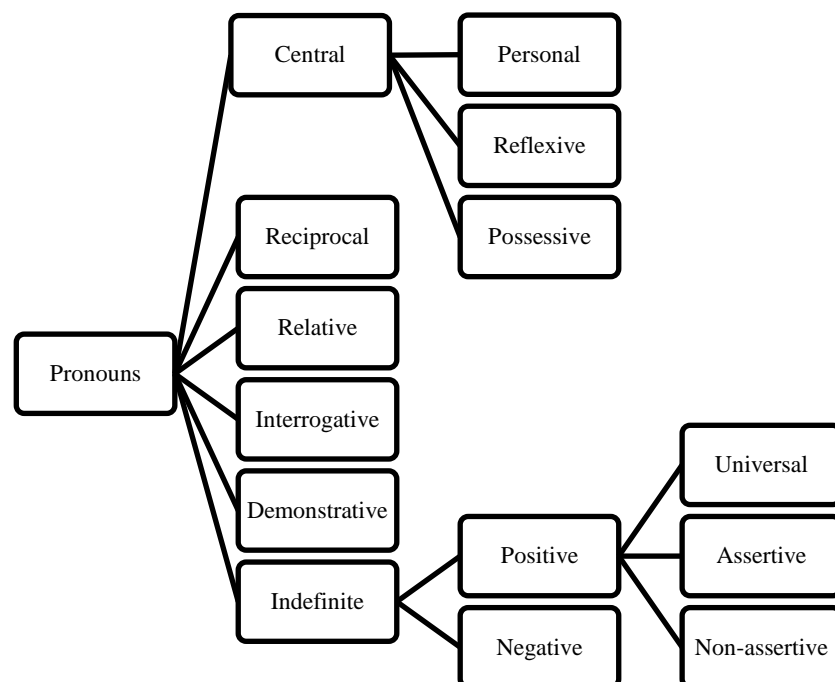 Central
Personal
Reflexive
Possessive
Reciprocal
Relative
Pronouns
Interrogative
Demonstrative
Indefinite
Positive
Negative
Universal
Assertive
Non-assertive